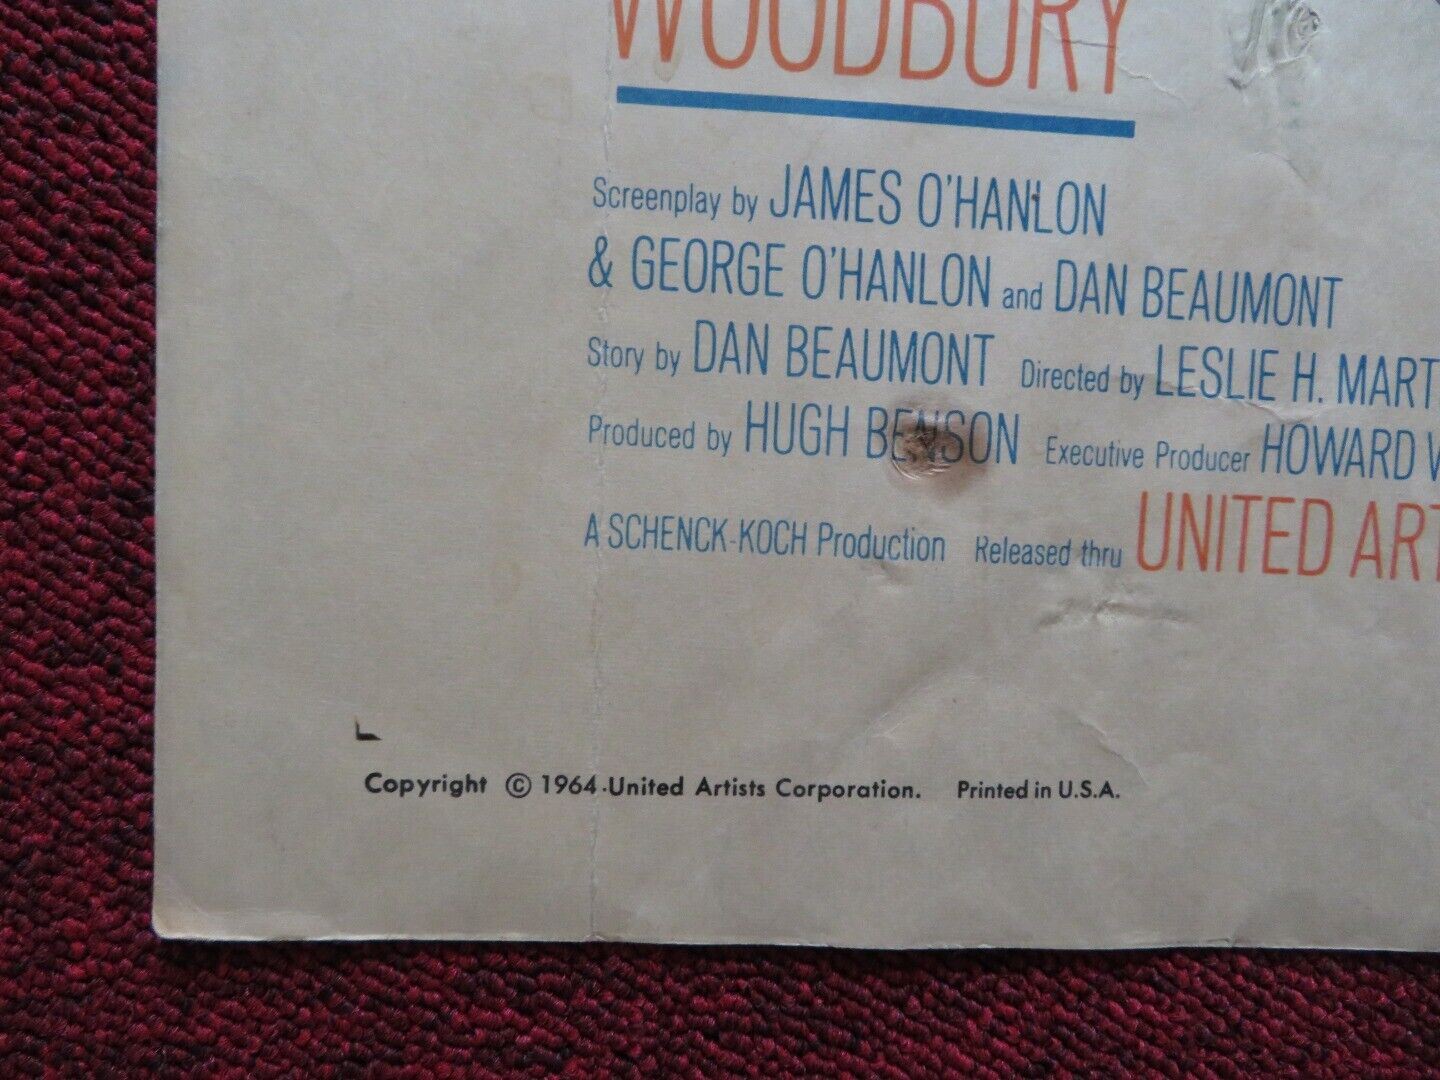 WOODBURY
Screenplay by JAMES O'HANLON
& GEORGE O'HANLON and DAN BEAUMONT
Story by DAN BEAUMONT Directed by LESLIE H. MART
Produced by HUGH BENSON Executive Producer HOWARD
A SCHENCK-KOCH Production Released thru UNITED ART
Copyright © 1964 United Artists Corporation. Printed in U.S.A.